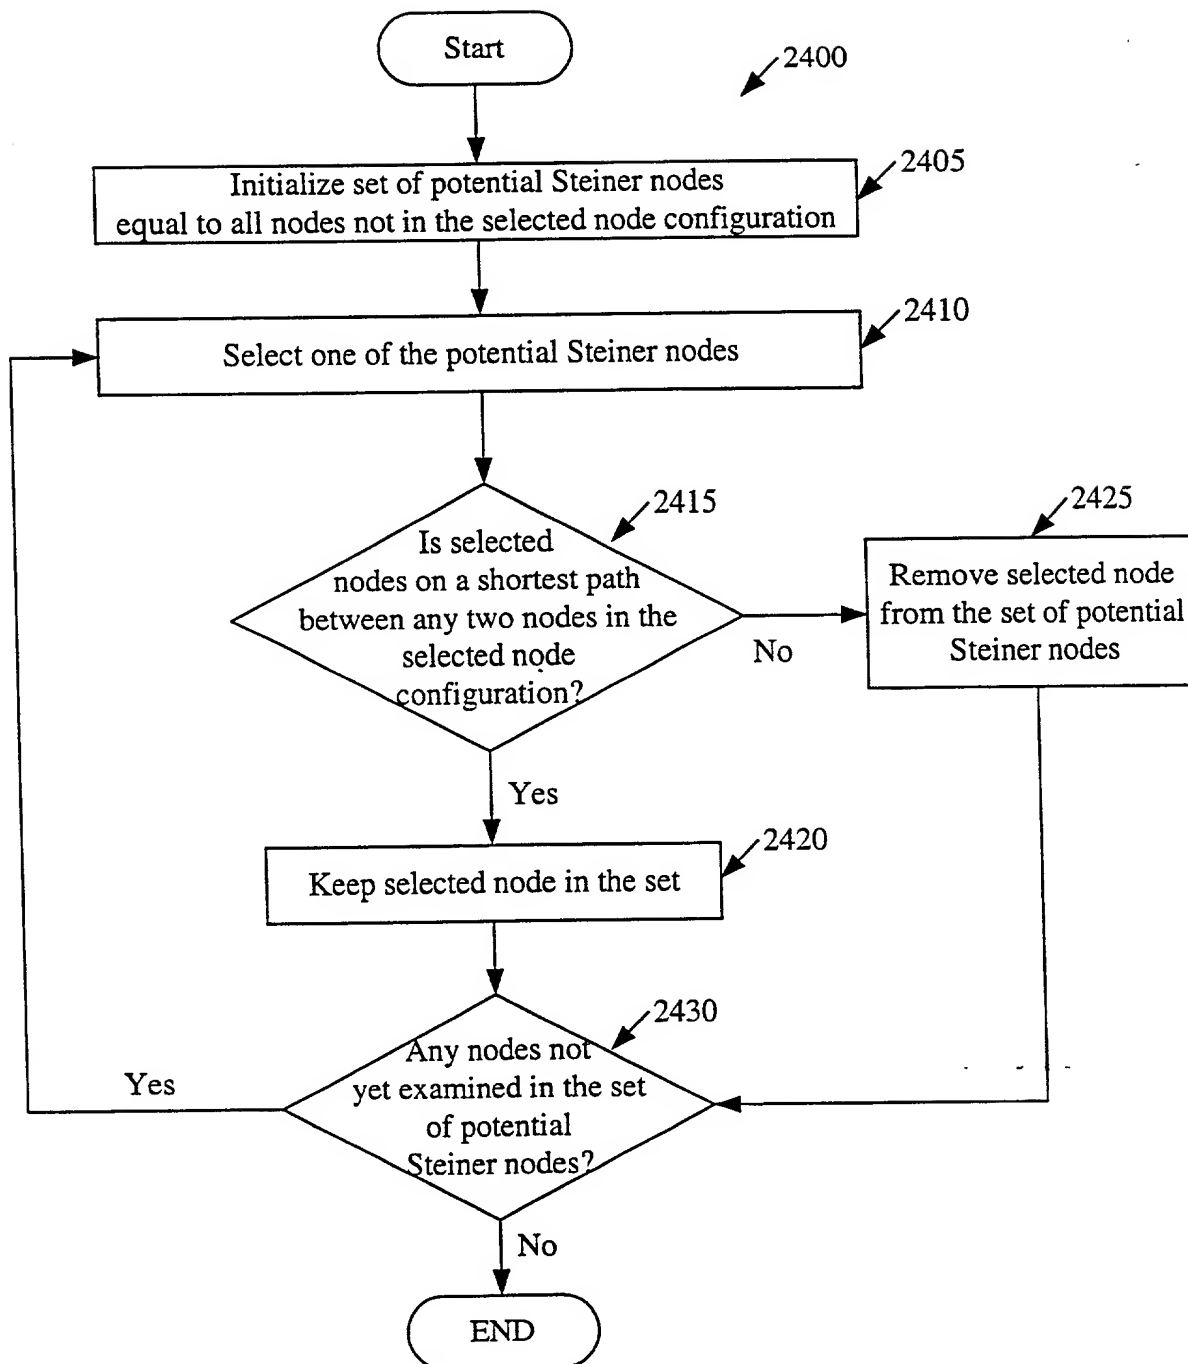 Start
2400
2405
Initialize set of potential Steiner nodes
equal to all nodes not in the selected node configuration
2410
Select one of the potential Steiner nodes
2415
2425
Is selected
nodes on a shortest path
between any two nodes in the
selected node
configuration?
Remove selected node
from the set of potential
Steiner nodes
No
Yes
2420
Keep selected node in the set
2430
Any nodes not
yet examined in the set
of potential
Steiner nodes?
Yes
No
END